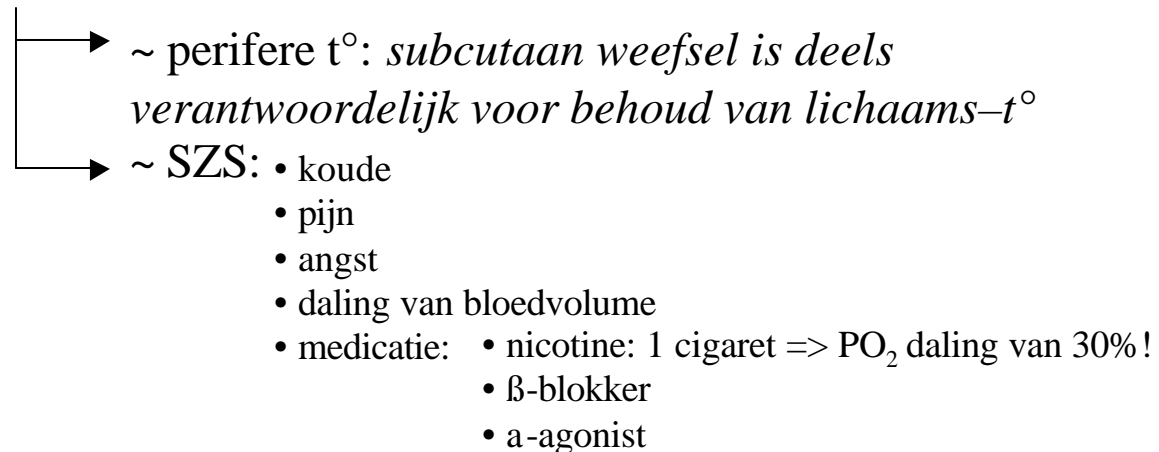 ~ perifere t°: subcutaan weefsel is deels
verantwoordelijk voor behoud van lichaams–t°
~ SZS: • koude
• pijn
• angst
• daling van bloedvolume
• medicatie: • nicotine: 1 cigaret => PO₂ daling van 30%!
• ß-blokker
• a-agonist